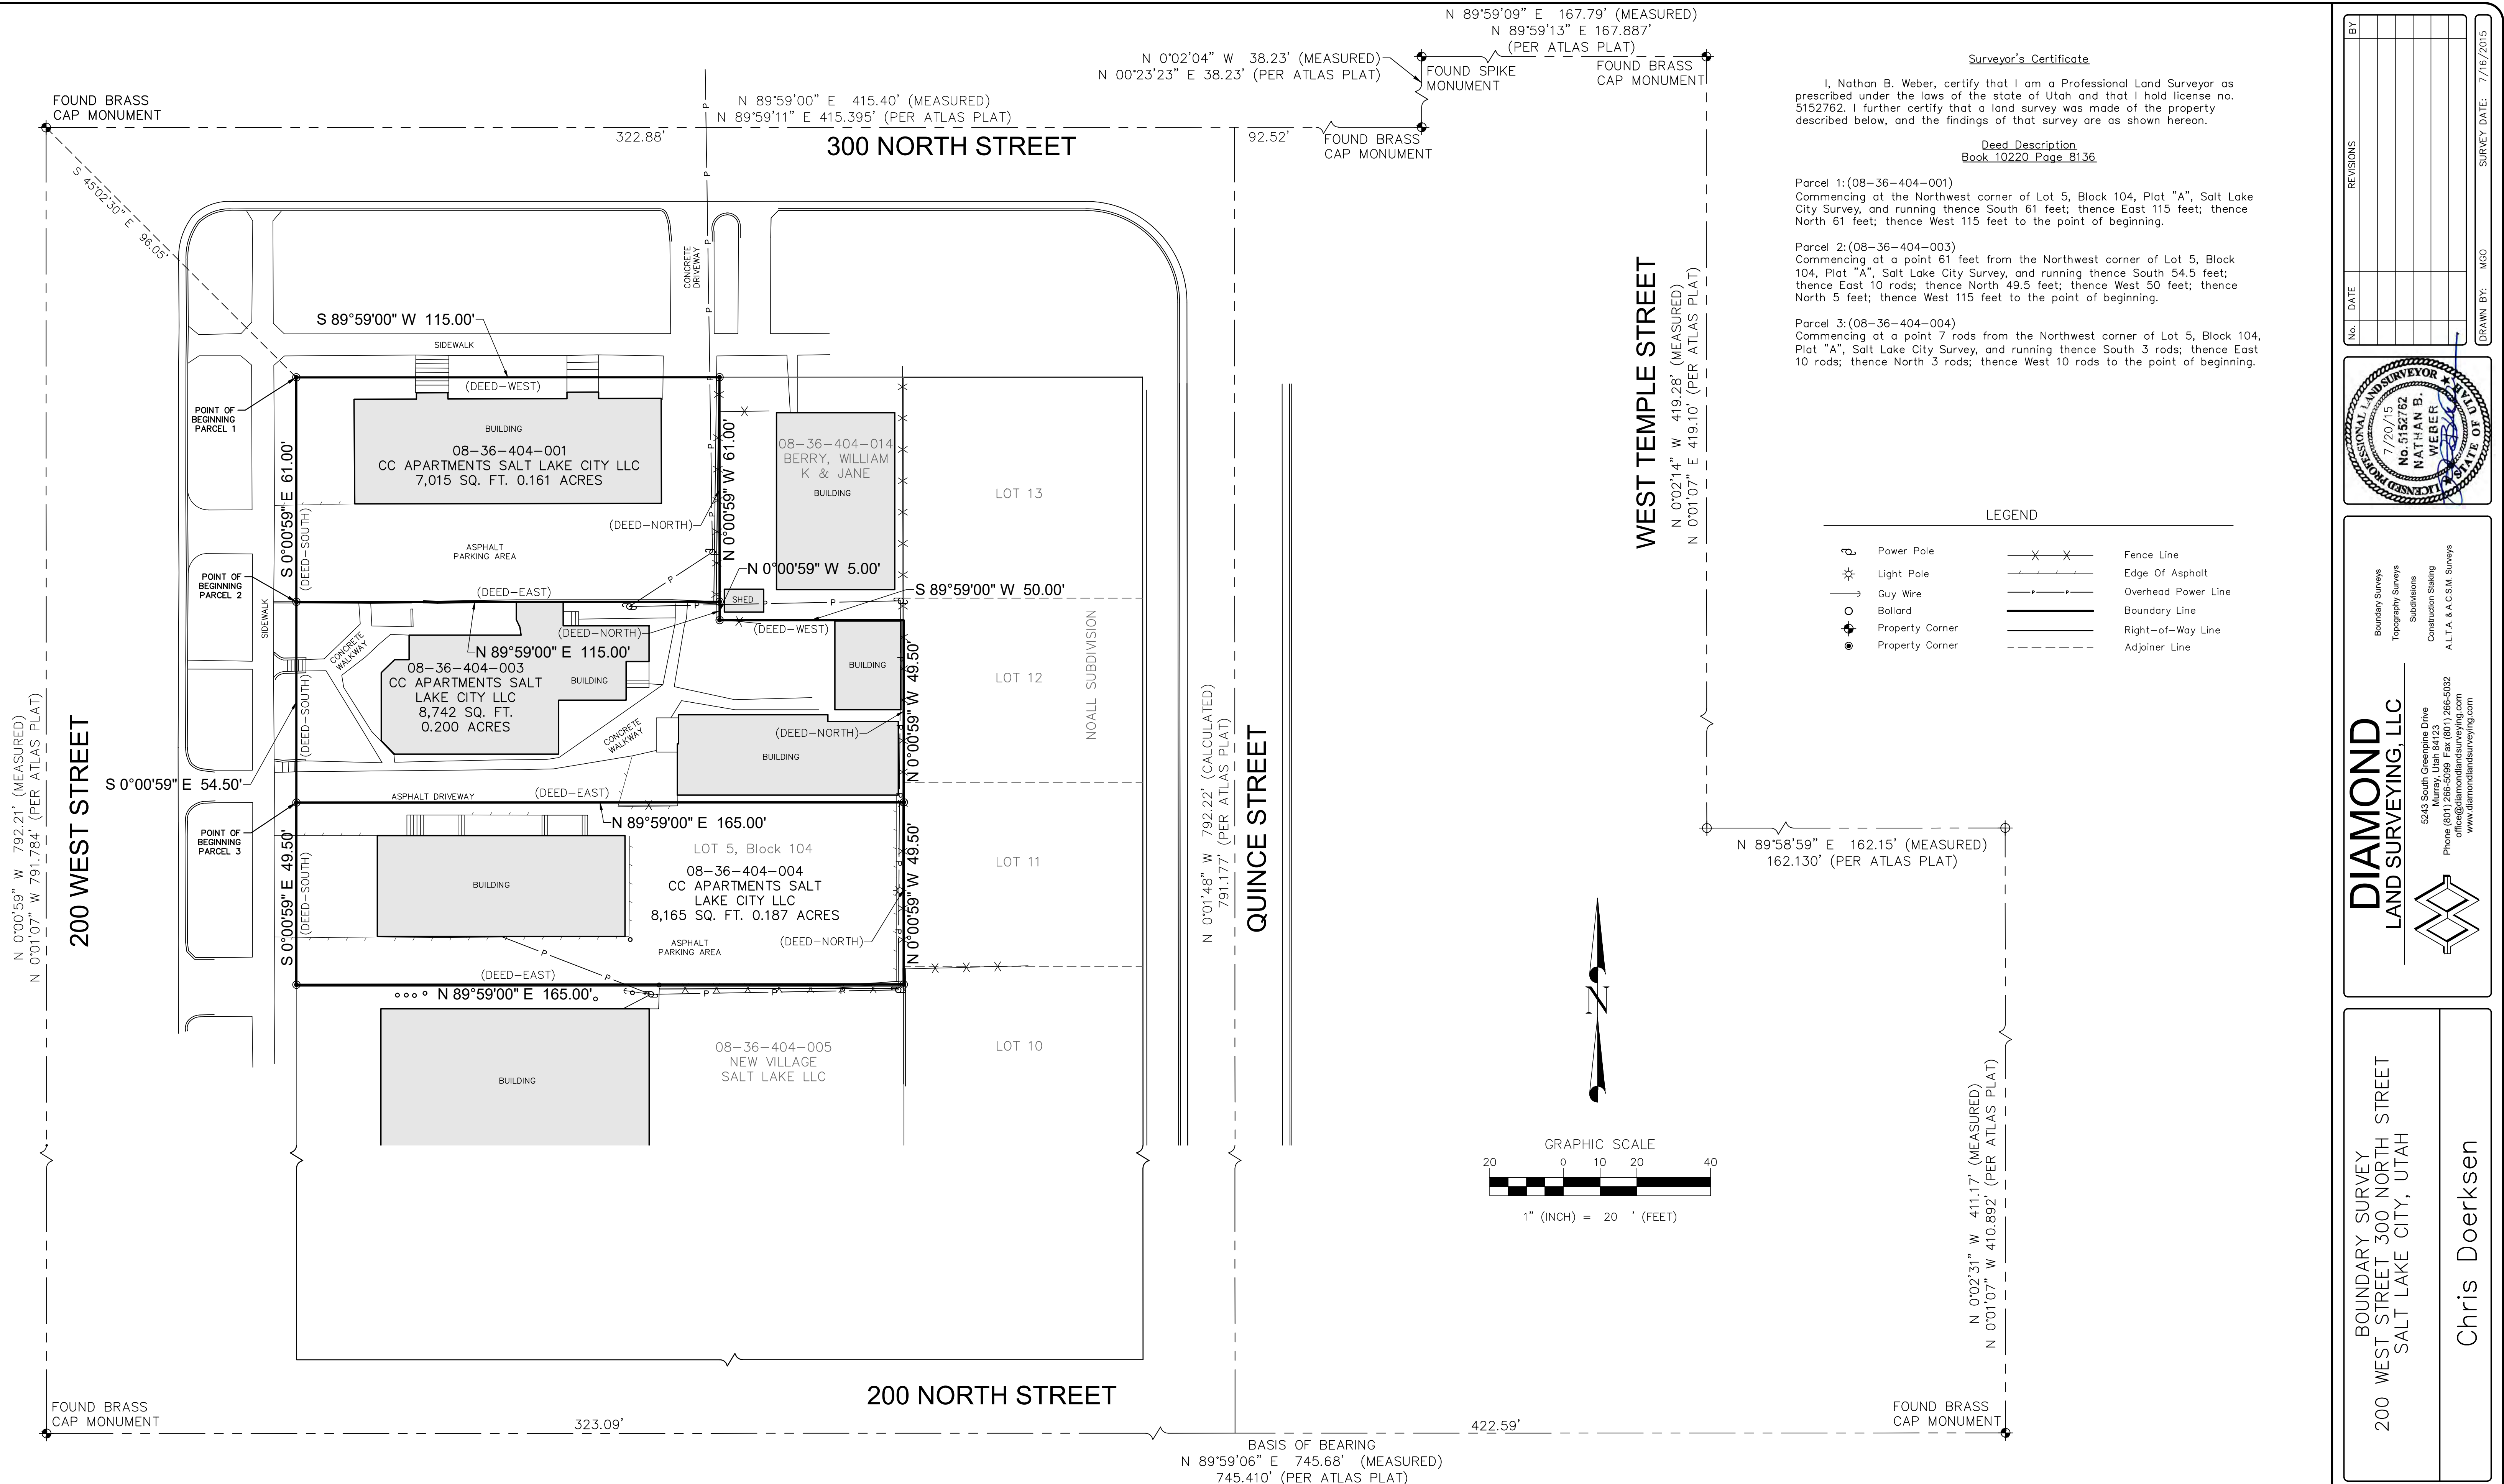 N 89°59'09" E 167.79' (MEASURED)
N 89°59'13" E 167.887'
(PER ATLAS PLAT)
N 0°02'04" W 38.23' (MEASURED)
N 00°23'23" E 38.23' (PER ATLAS PLAT)
FOUND SPIKE
MONUMENT
FOUND BRASS
CAP MONUMENT
FOUND BRASS
CAP MONUMENT
N 89°59'00" E 415.40' (MEASURED)
N 89°59'11" E 415.395' (PER ATLAS PLAT)
322.88'
300 NORTH STREET
92.52'
FOUND BRASS
CAP MONUMENT
S 45°02'30" E 96.05'
CONCRETE
DRIVEWAY
S 89°59'00" W 115.00'
SIDEWALK
(DEED-WEST)
POINT OF
BEGINNING
PARCEL 1
BUILDING
08-36-404-001
CC APARTMENTS SALT LAKE CITY LLC
7,015 SQ. FT. 0.161 ACRES
S 0°00'59" E 61.00'
(DEED-SOUTH)
N 0°00'59" W 61.00'
(DEED-NORTH)
08-36-404-014
BERRY, WILLIAM
K & JANE
BUILDING
LOT 13
ASPHALT
PARKING AREA
POINT OF
BEGINNING
PARCEL 2
(DEED-EAST)
N 0°00'59" W 5.00'
SHED
S 89°59'00" W 50.00'
SIDEWALK
(DEED-NORTH)
(DEED-WEST)
CONCRETE
WALKWAY
N 89°59'00" E 115.00'
08-36-404-003
CC APARTMENTS SALT
LAKE CITY LLC
8,742 SQ. FT.
0.200 ACRES
BUILDING
BUILDING
N 0°00'59" W 49.50'
LOT 12
NOALL SUBDIVISION
(DEED-SOUTH)
CONCRETE
WALKWAY
(DEED-NORTH)
BUILDING
S 0°00'59" E 54.50'
ASPHALT DRIVEWAY
(DEED-EAST)
N 89°59'00" E 165.00'
POINT OF
BEGINNING
PARCEL 3
S 0°00'59" E 49.50'
(DEED-SOUTH)
BUILDING
LOT 5, Block 104
08-36-404-004
CC APARTMENTS SALT
LAKE CITY LLC
8,165 SQ. FT. 0.187 ACRES
N 0°00'59" W 49.50'
LOT 11
ASPHALT
PARKING AREA
(DEED-NORTH)
(DEED-EAST)
N 89°59'00" E 165.00'
08-36-404-005
NEW VILLAGE
SALT LAKE LLC
LOT 10
BUILDING
N 0°00'59" W 792.21' (MEASURED)
N 0°01'07" W 791.784' (PER ATLAS PLAT)
200 WEST STREET
N 0°01'48" W 792.22' (CALCULATED)
791.177' (PER ATLAS PLAT)
QUINCE STREET
WEST TEMPLE STREET
N 0°02'14" W 419.28' (MEASURED)
N 0°01'07" E 419.10' (PER ATLAS PLAT)
N 89°58'59" E 162.15' (MEASURED)
162.130' (PER ATLAS PLAT)
N 0°02'31" W 411.17' (MEASURED)
N 0°01'07" W 410.892' (PER ATLAS PLAT)
N
GRAPHIC SCALE
20 0 10 20 40
1" (INCH) = 20 ' (FEET)
FOUND BRASS
CAP MONUMENT
200 NORTH STREET
323.09'
422.59'
FOUND BRASS
CAP MONUMENT
BASIS OF BEARING
N 89°59'06" E 745.68' (MEASURED)
745.410' (PER ATLAS PLAT)
Surveyor's Certificate
I, Nathan B. Weber, certify that I am a Professional Land Surveyor as
prescribed under the laws of the state of Utah and that I hold license no.
5152762. I further certify that a land survey was made of the property
described below, and the findings of that survey are as shown hereon.
Deed Description
Book 10220 Page 8136
Parcel 1:(08-36-404-001)
Commencing at the Northwest corner of Lot 5, Block 104, Plat "A", Salt Lake
City Survey, and running thence South 61 feet; thence East 115 feet; thence
North 61 feet; thence West 115 feet to the point of beginning.
Parcel 2:(08-36-404-003)
Commencing at a point 61 feet from the Northwest corner of Lot 5, Block
104, Plat "A", Salt Lake City Survey, and running thence South 54.5 feet;
thence East 10 rods; thence North 49.5 feet; thence West 50 feet; thence
North 5 feet; thence West 115 feet to the point of beginning.
Parcel 3:(08-36-404-004)
Commencing at a point 7 rods from the Northwest corner of Lot 5, Block 104,
Plat "A", Salt Lake City Survey, and running thence South 3 rods; thence East
10 rods; thence North 3 rods; thence West 10 rods to the point of beginning.
LEGEND
Power Pole
Light Pole
Guy Wire
Bollard
Property Corner
Property Corner
Fence Line
Edge Of Asphalt
Overhead Power Line
Boundary Line
Right-of-Way Line
Adjoiner Line
No. DATE REVISIONS BY
DRAWN BY: MGO SURVEY DATE: 7/16/2015
LICENSED PROFESSIONAL LAND SURVEYOR
STATE OF UTAH
7/20/15
No. 5152762
NATHAN B.
WEBER
DIAMOND
LAND SURVEYING, LLC
5243 South Greenpine Drive
Murray, Utah 84123
Phone (801) 266-5099 Fax (801) 266-5032
office@diamondlandsurveying.com
www.diamondlandsurveying.com
Boundary Surveys
Topography Surveys
Subdivisions
Construction Staking
A.L.T.A. & A.C.S.M. Surveys
BOUNDARY SURVEY
200 WEST STREET 300 NORTH STREET
SALT LAKE CITY, UTAH
Chris Doerksen